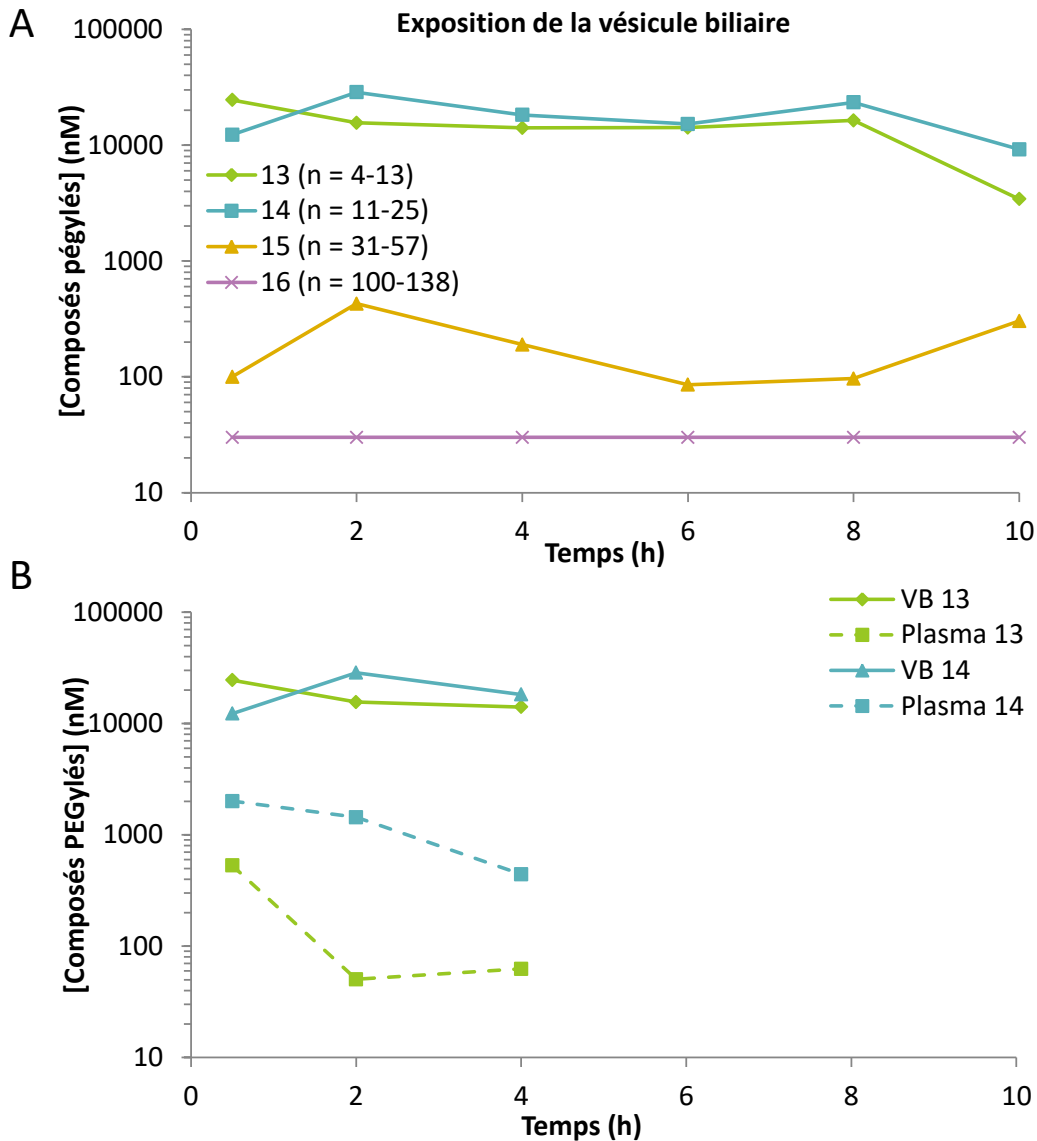 A
Exposition de la vésicule biliaire
[Composés pégylés] (nM)
100000
10000
1000
100
10
13 (n = 4-13)
14 (n = 11-25)
15 (n = 31-57)
16 (n = 100-138)
0 2 4 6 8 10
Temps (h)
B
[Composés PEGylés] (nM)
100000
10000
1000
100
10
VB 13
Plasma 13
VB 14
Plasma 14
0 2 4 6 8 10
Temps (h)